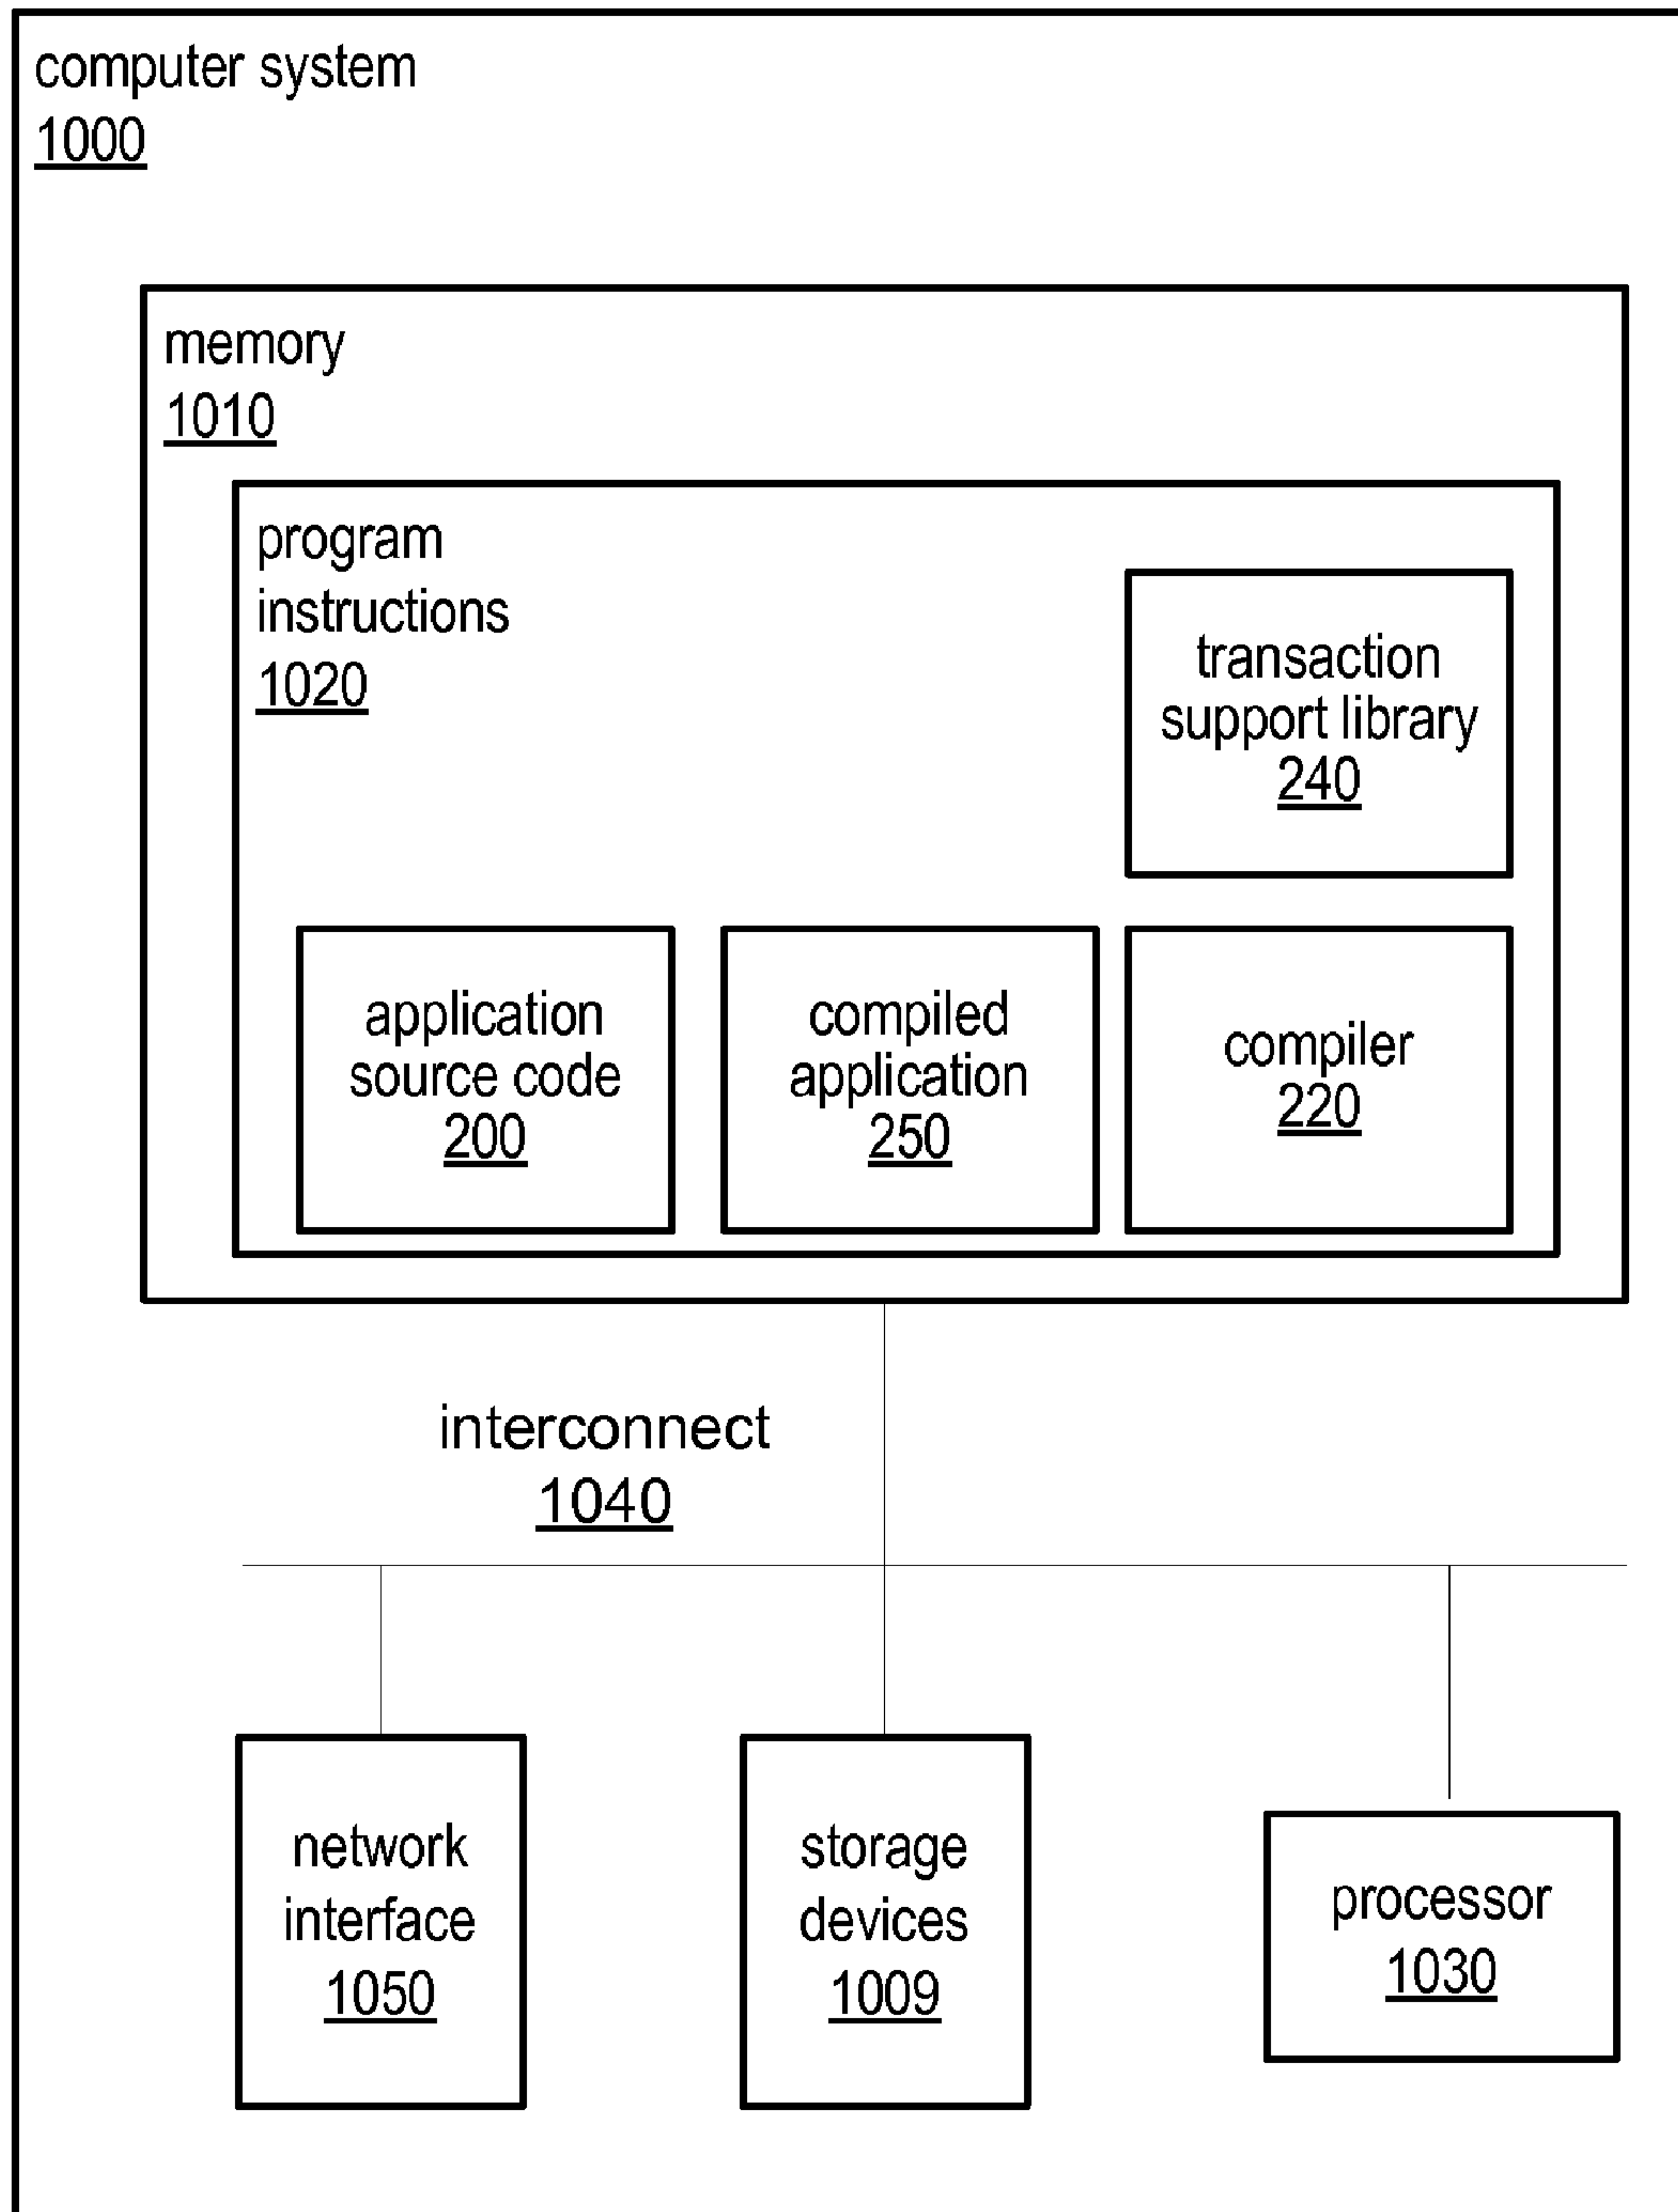 computer system
1000
memory
1010
program
instructions
1020
transaction
support library
240
application
source code
200
compiled
application
250
compiler
220
interconnect
1040
network
interface
1050
storage
devices
1009
processor
1030